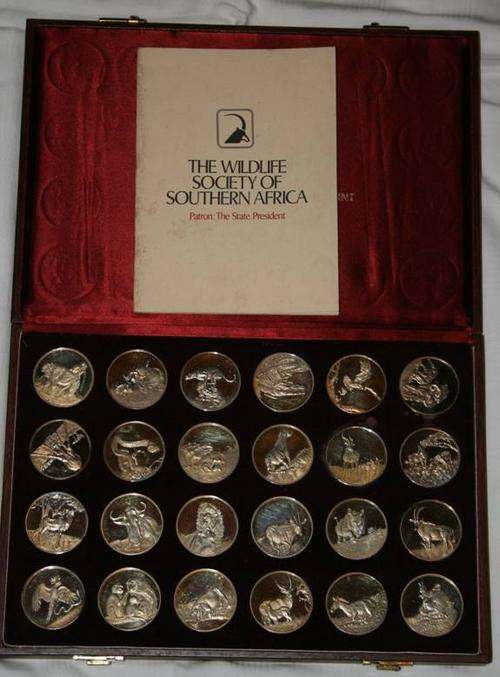 THE WILDLIFE
SOCIETY OF
SOUTHERN AFRICA
Patron: The State President